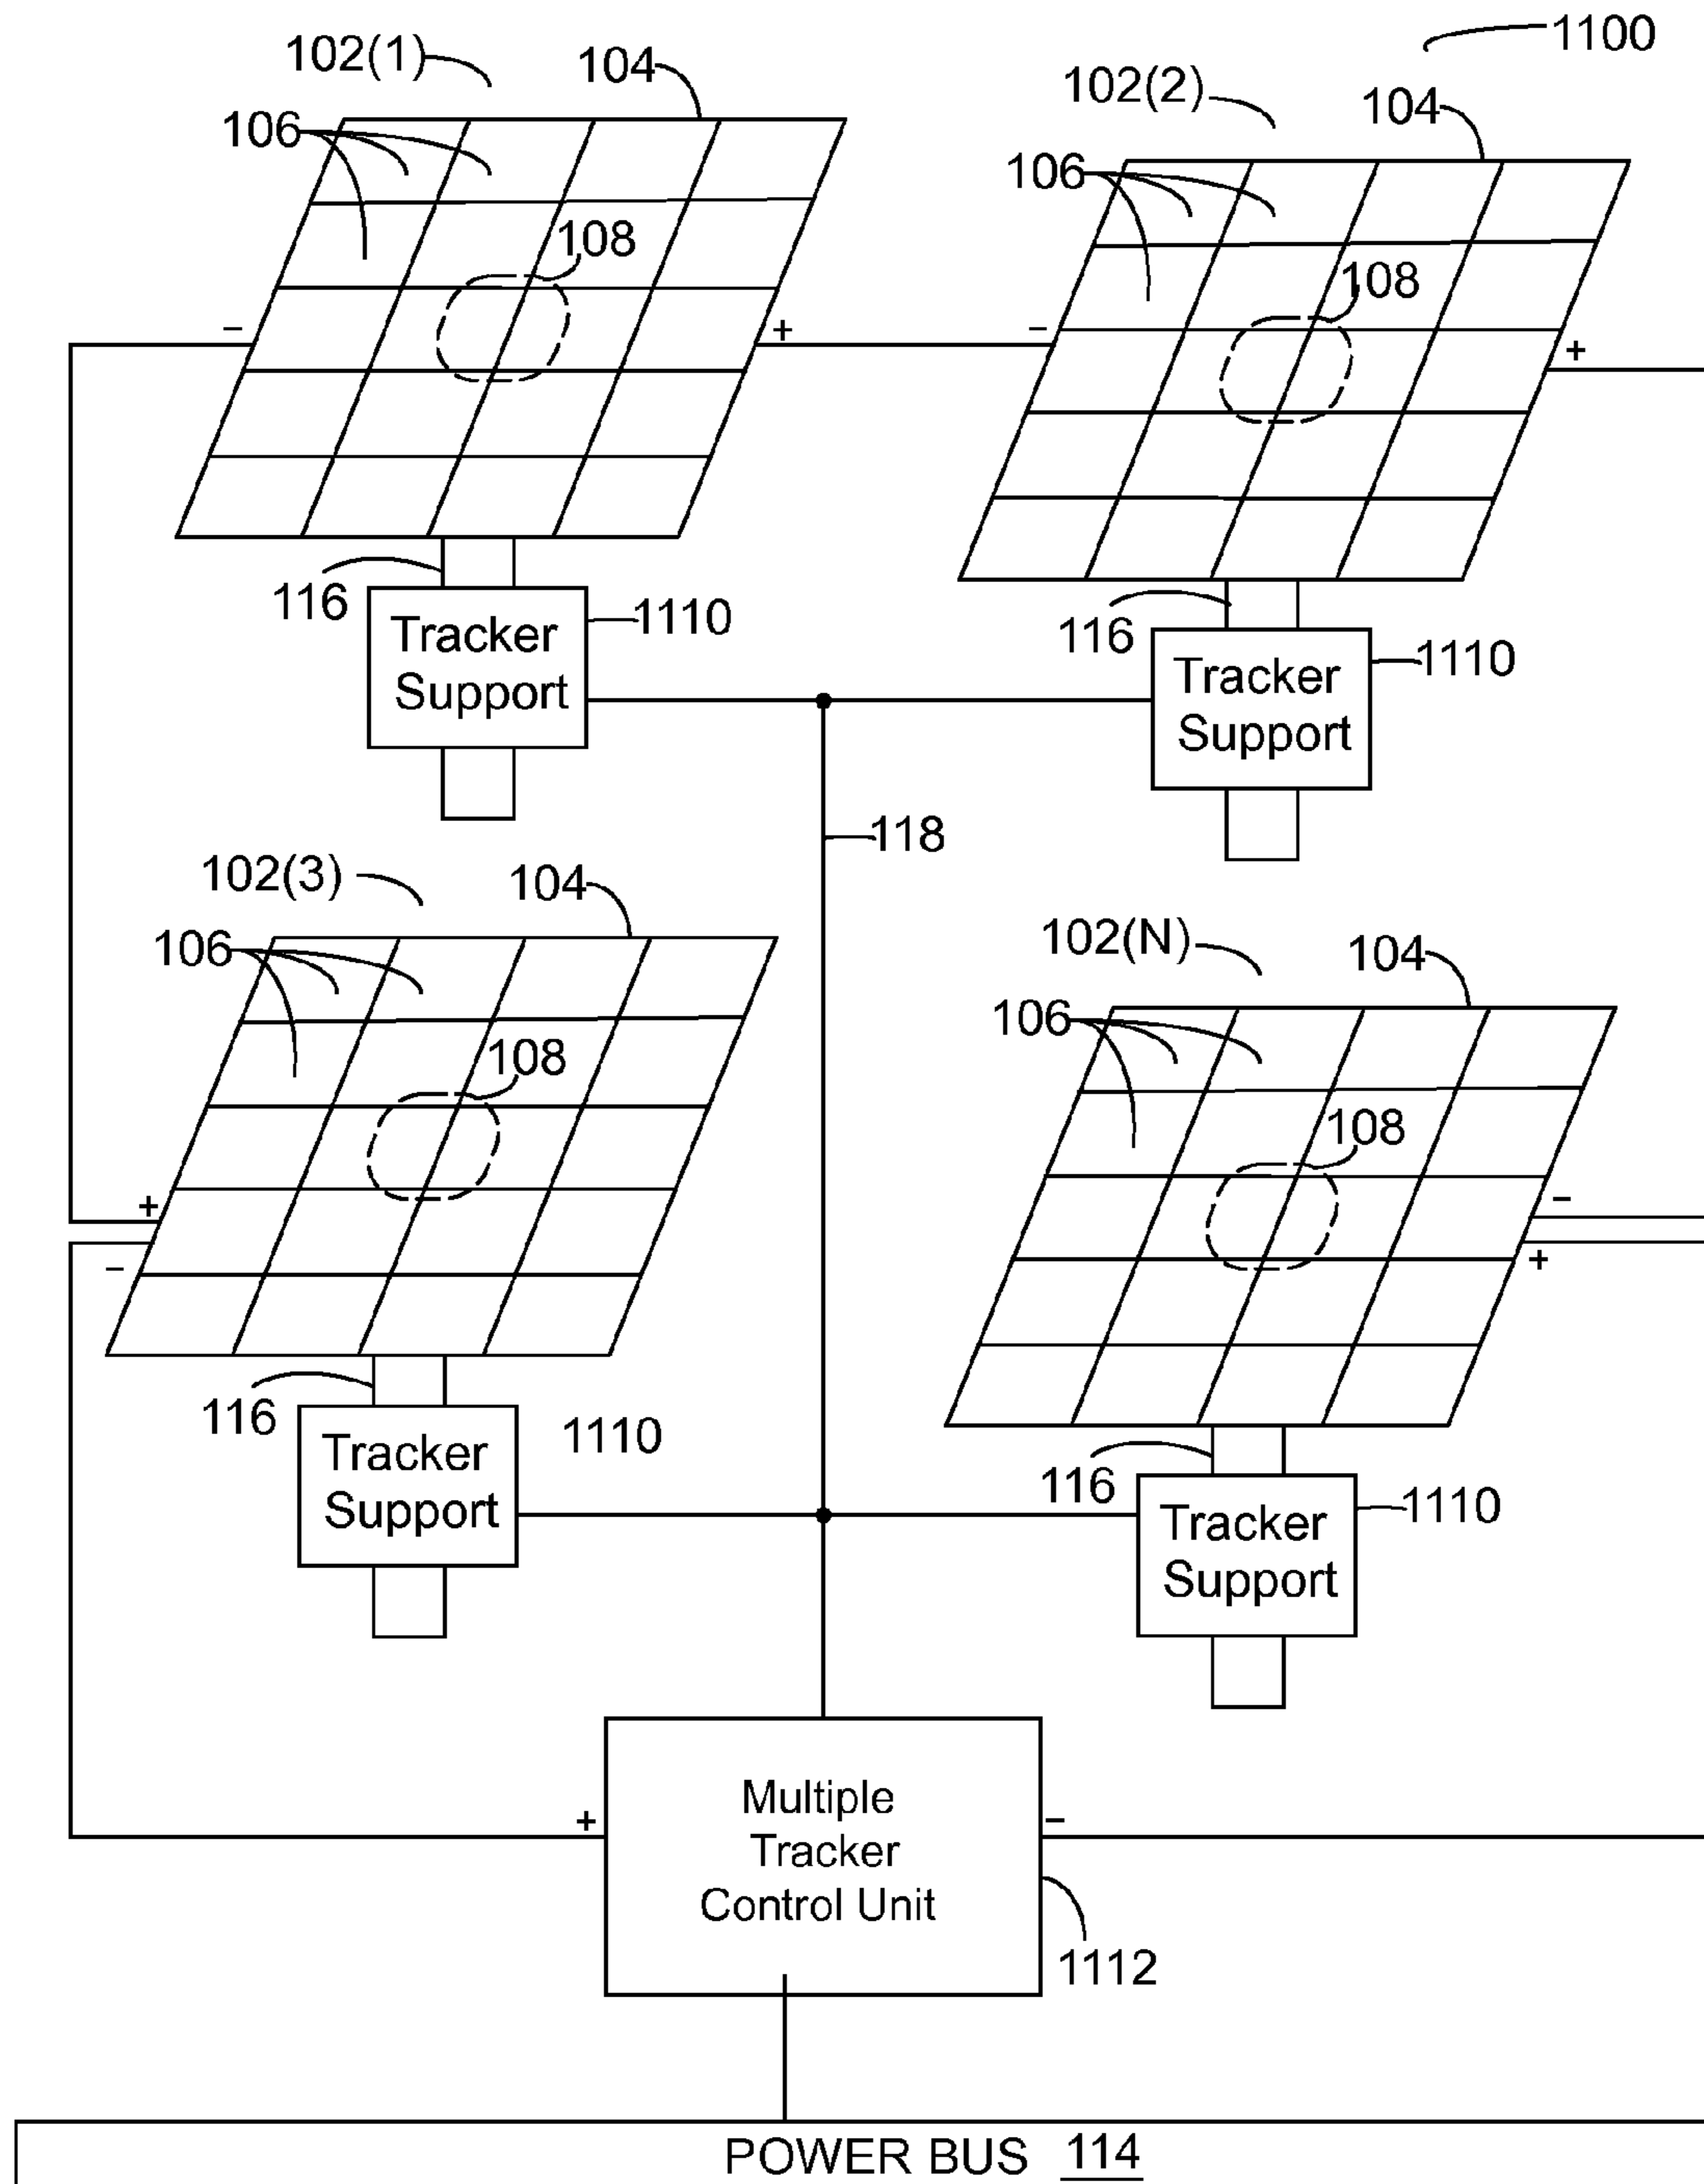 1100
102(1)
104
102(2)
104
106
106
108
108
−
+
−
+
116
Tracker
Support
1110
116
Tracker
Support
1110
118
102(3)
104
102(N)
104
106
106
108
108
+
−
−
+
116
Tracker
Support
1110
116
Tracker
Support
1110
+
Multiple
Tracker
Control Unit
−
1112
POWER BUS 114